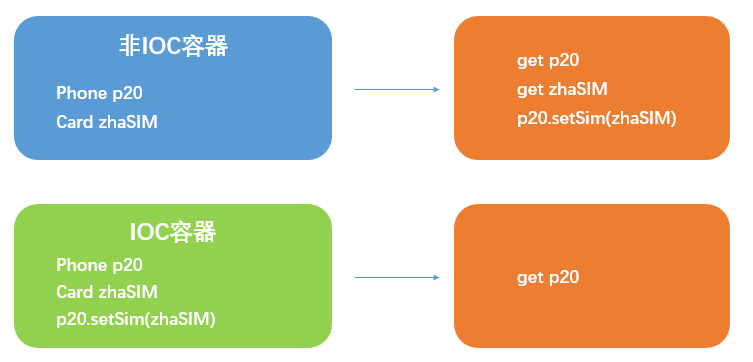 非IOC容器
Phone p20
Card zhaSIM
get p20
get zhaSIM
p20.setSim(zhaSIM)
IOC容器
Phone p20
Card zhaSIM
p20.setSim(zhaSIM)
get p20